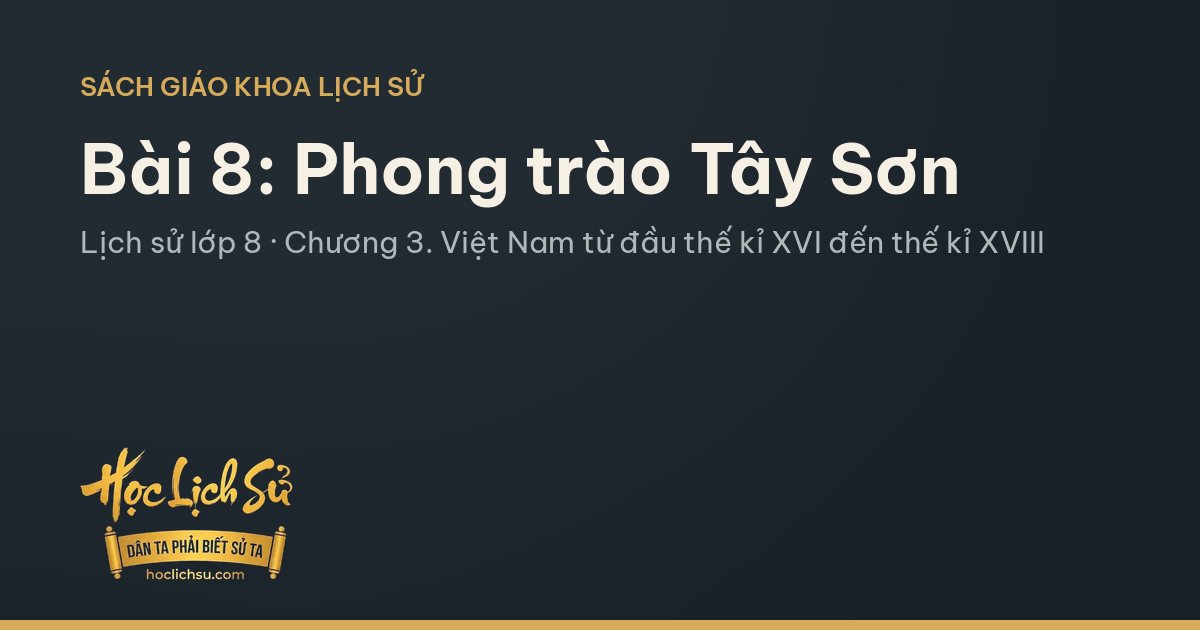 SÁCH GIÁO KHOA LỊCH SỬ
Bài 8: Phong trào Tây Sơn
Lịch sử lớp 8 · Chương 3. Việt Nam từ đầu thế kỉ XVI đến thế kỉ XVIII
Học Lịch Sử
DÂN TA PHẢI BIẾT SỬ TA
hoclichsu.com